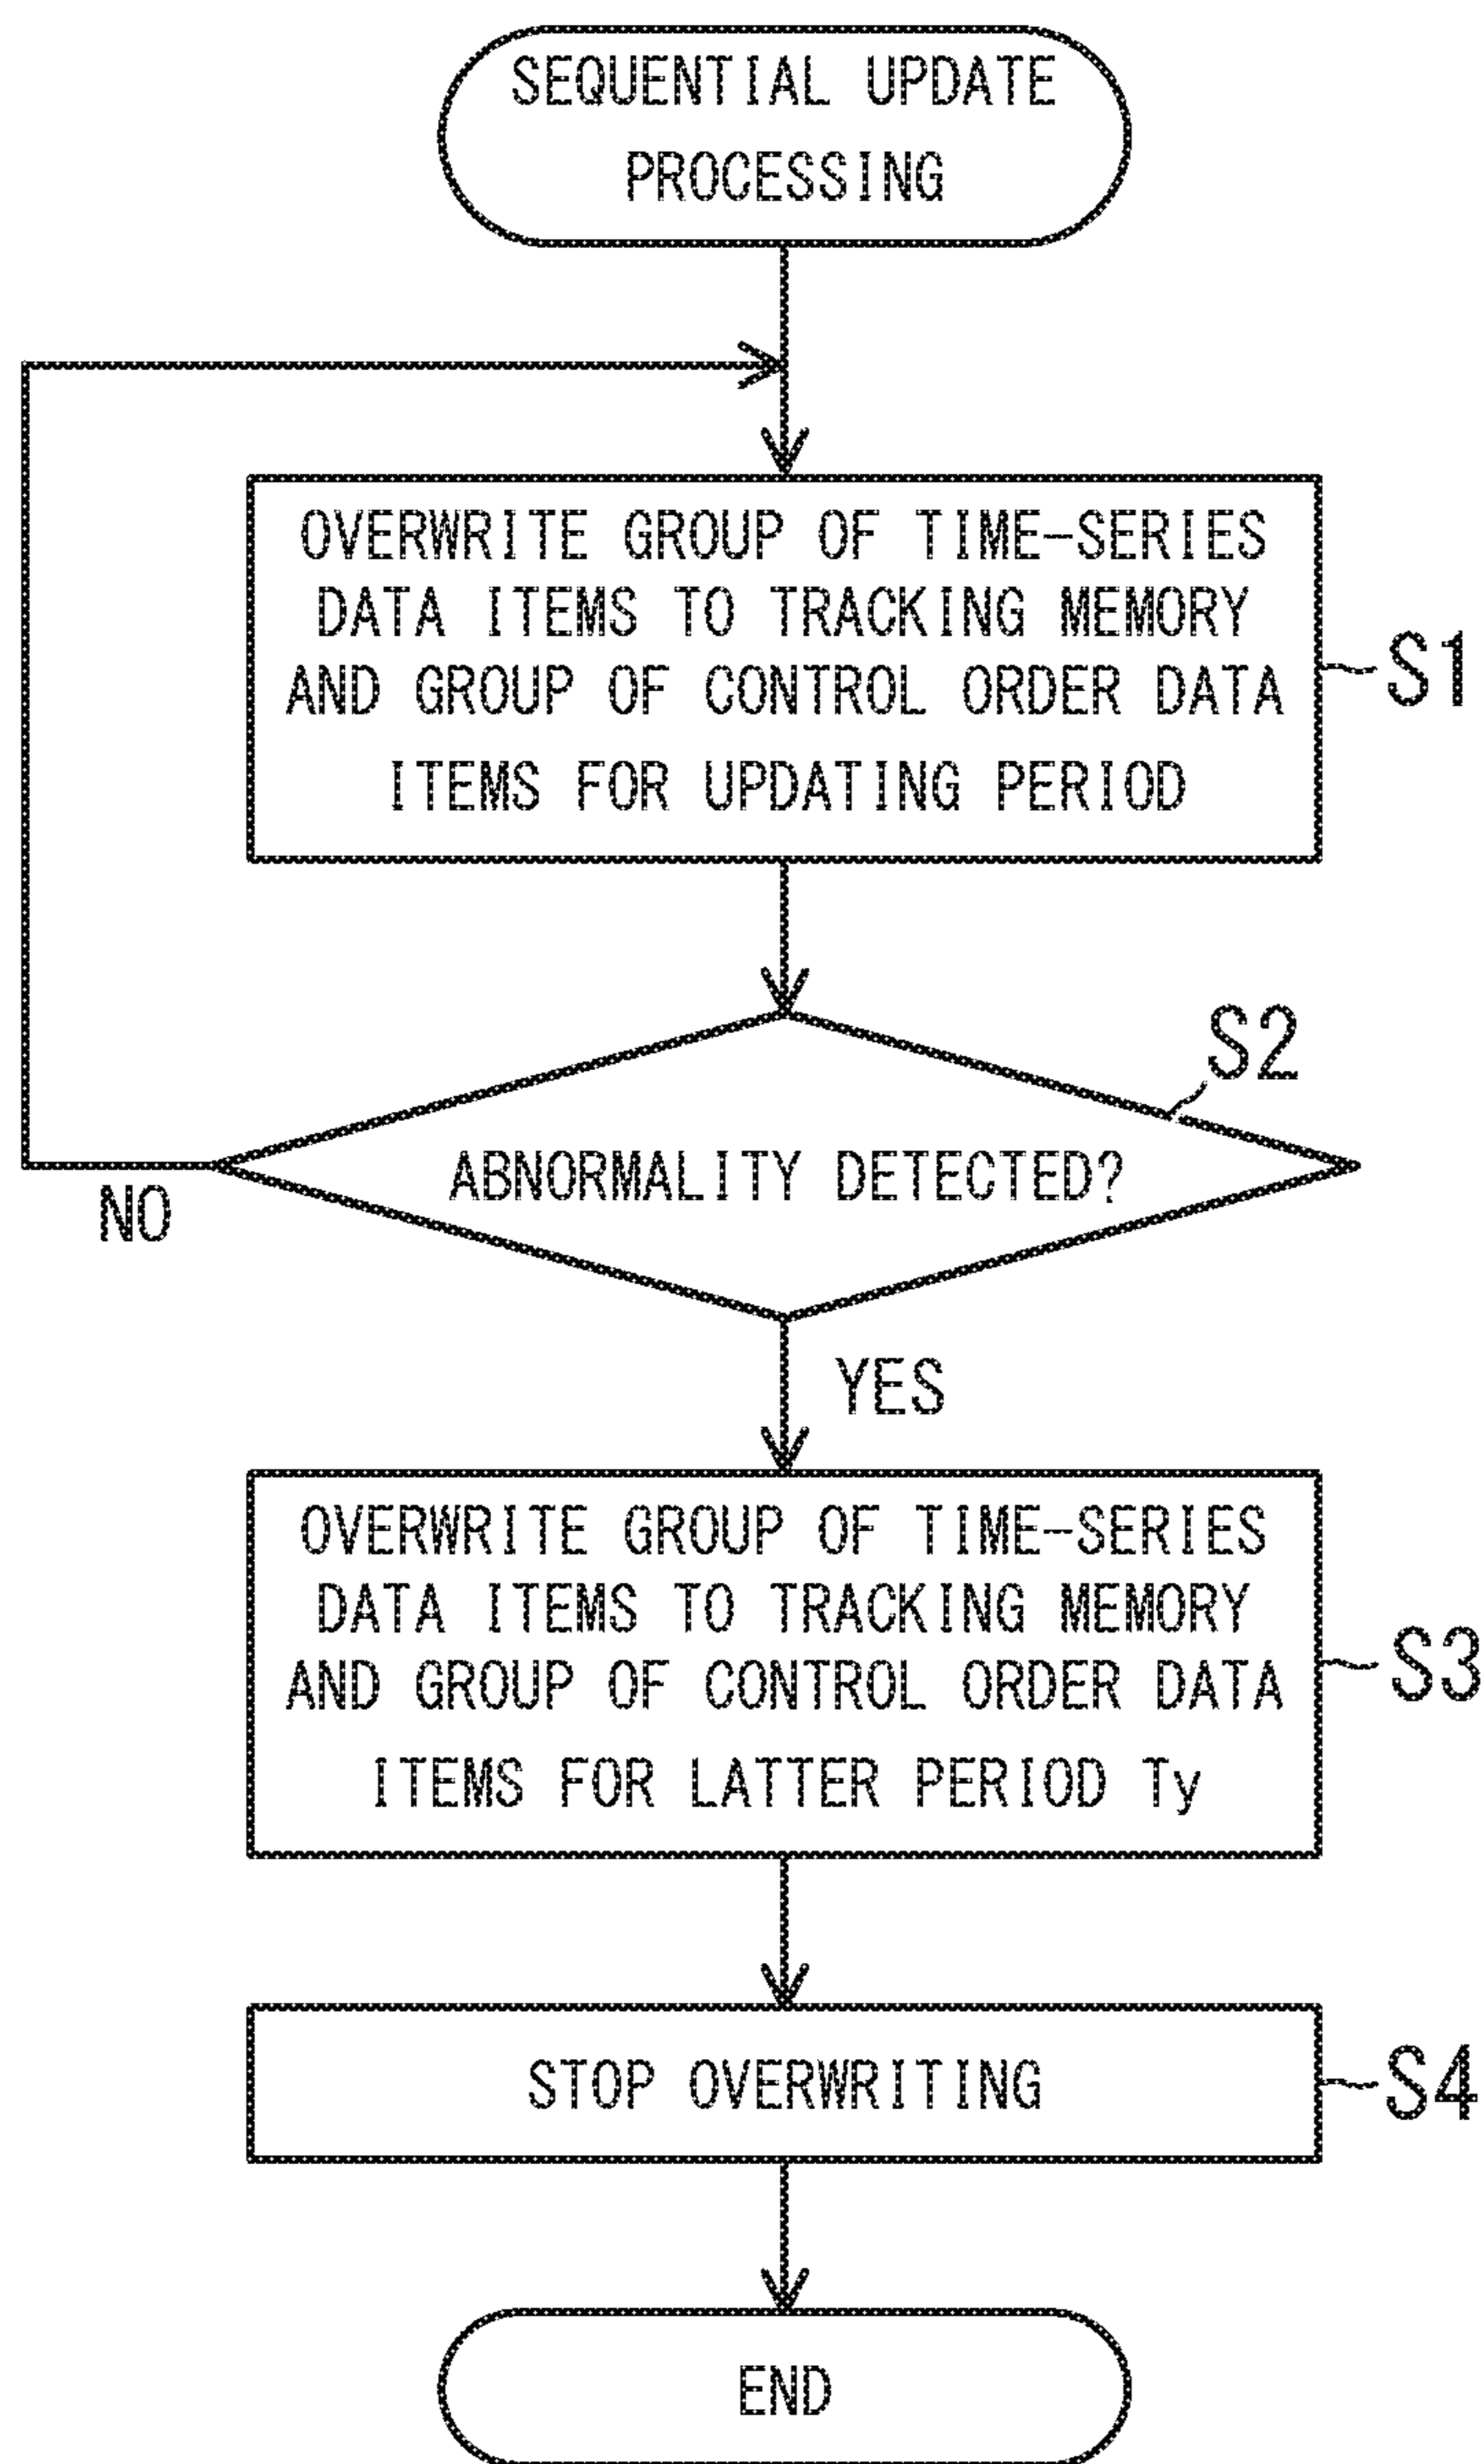 SEQUENTIAL UPDATE
PROCESSING
OVERWRITE GROUP OF TIME-SERIES
DATA ITEMS TO TRACKING MEMORY
AND GROUP OF CONTROL ORDER DATA
ITEMS FOR UPDATING PERIOD
S1
S2
ABNORMALITY DETECTED?
NO
YES
OVERWRITE GROUP OF TIME-SERIES
DATA ITEMS TO TRACKING MEMORY
AND GROUP OF CONTROL ORDER DATA
ITEMS FOR LATTER PERIOD Ty
S3
STOP OVERWRITING
S4
END